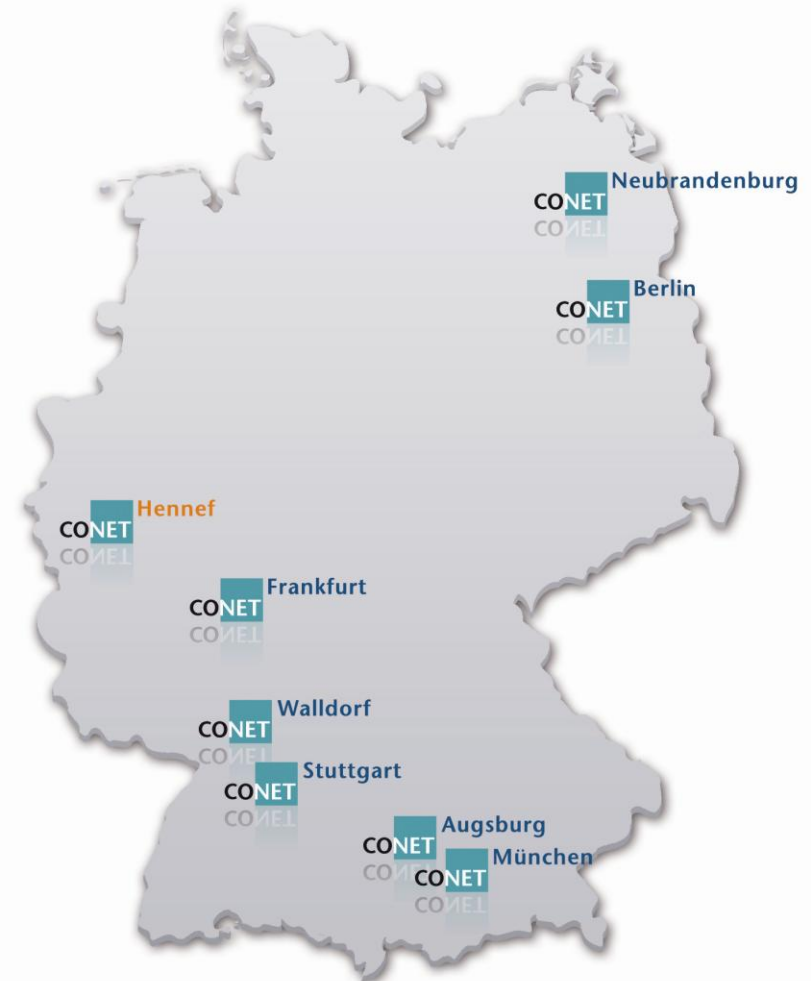 Neubrandenburg
CONET
Berlin
CONET
Hennef
CONET
Frankfurt
CONET
Walldorf
CONET
Stuttgart
CONET
Augsburg
CONET
München
CONET